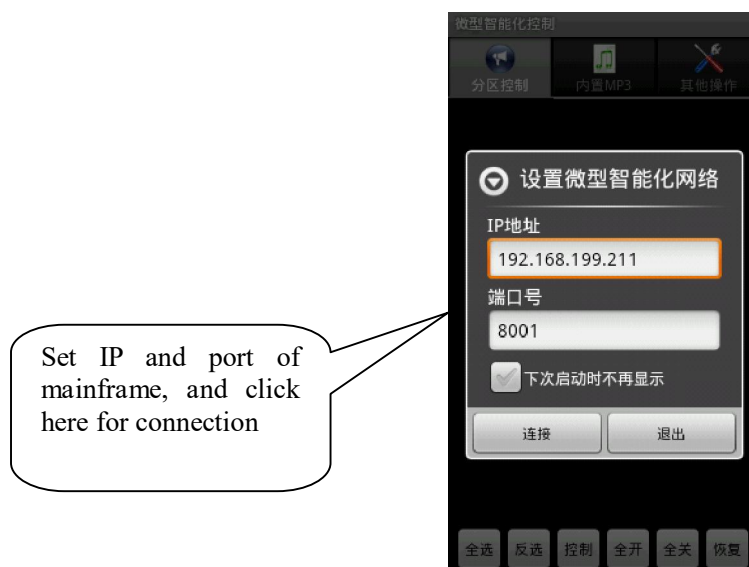 微型智能化控制
分区控制
内置MP3
其他操作
设置微型智能化网络
IP地址
192.168.199.211
端口号
8001
下次启动时不再显示
连接
退出
Set IP and port of
mainframe, and click
here for connection
全选
反选
控制
全开
全关
恢复